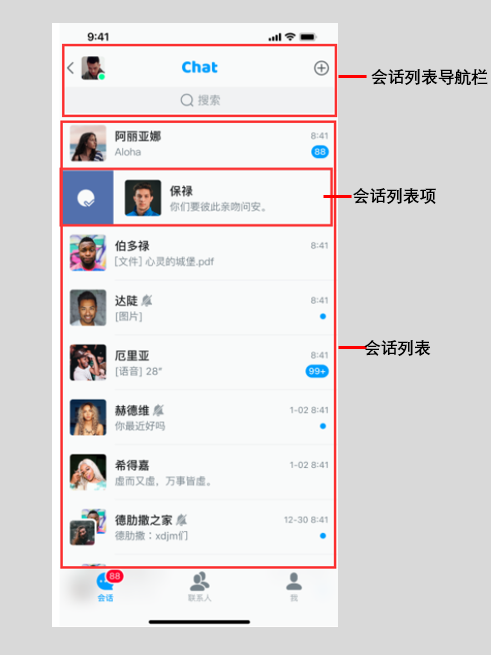 9:41
Chat
会话列表导航栏
搜索
阿丽亚娜 8:41
Aloha 88
保禄
你们要彼此亲吻问安。
会话列表项
伯多禄 8:41
[文件] 心灵的城堡.pdf
达陡 8:41
[图片]
会话列表
厄里亚 8:41
[语音] 28″ 99+
赫德维 1-02 8:41
你最近好吗
希得嘉 1-02 8:41
虚而又虚，万事皆虚。
德肋撒之家 12-30 8:41
德肋撒：xdjm们
88
会话 联系人 我